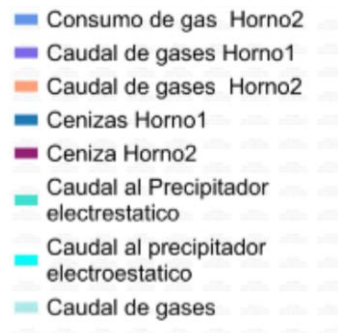 Consumo de gas Horno2
Caudal de gases Horno1
Caudal de gases Horno2
Cenizas Horno1
Ceniza Horno2
Caudal al Precipitador
electrestatico
Caudal al precipitador
electroestatico
Caudal de gases